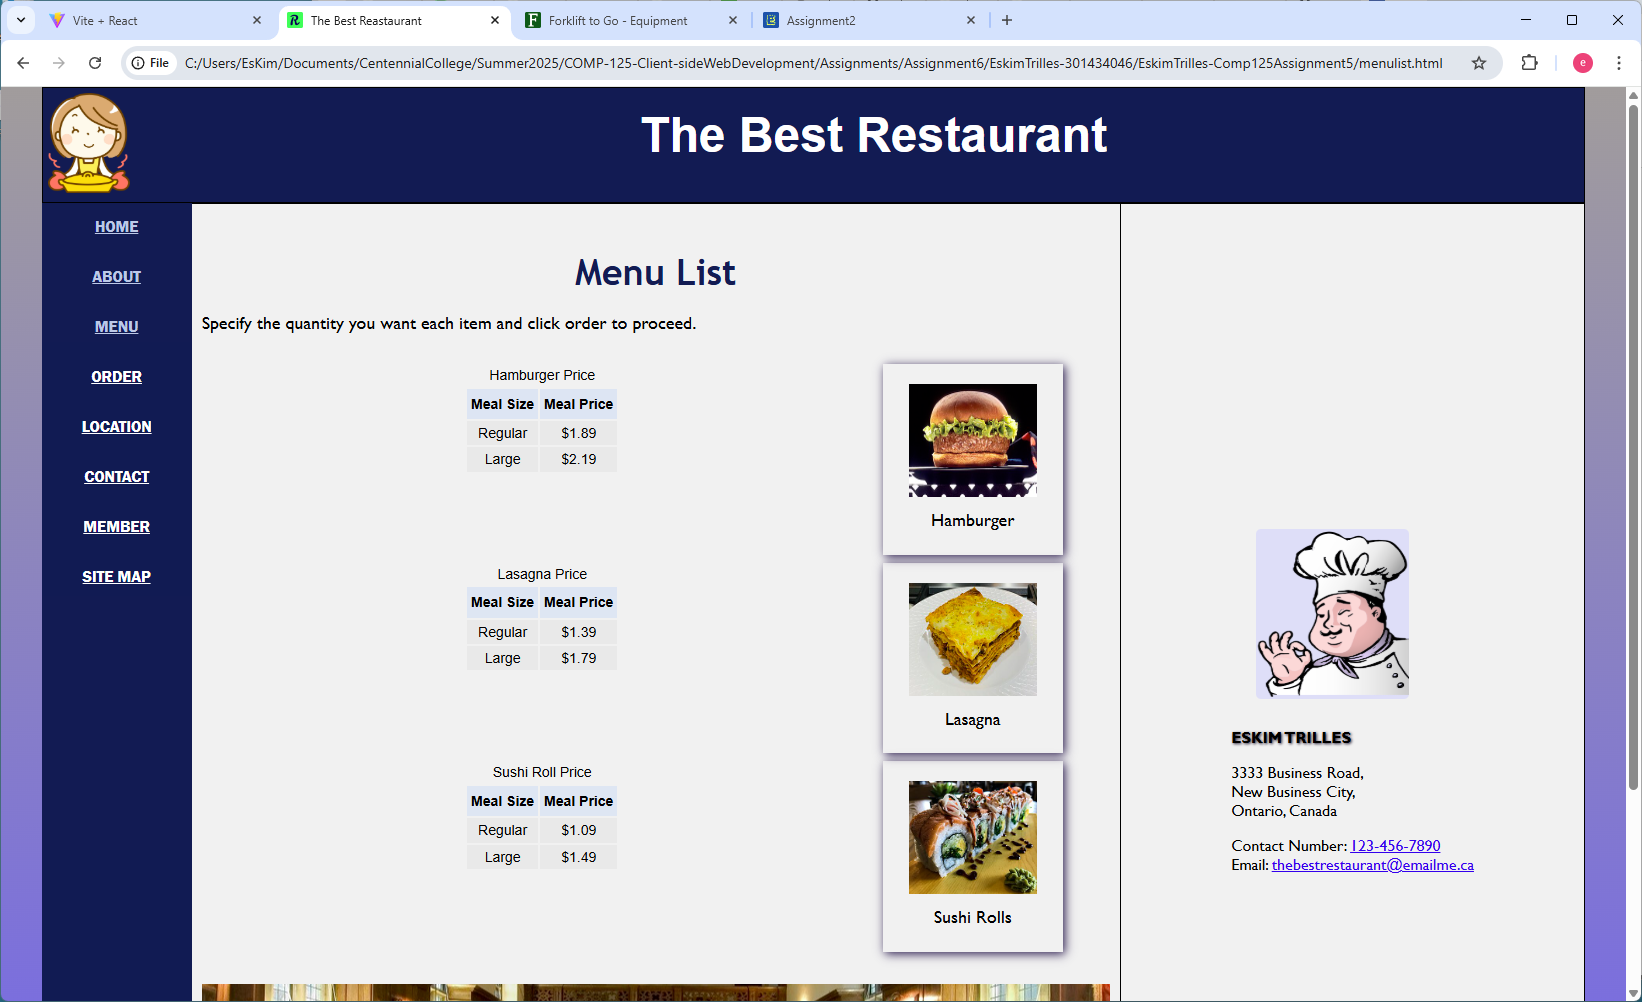 Vite + React
The Best Reastaurant
Forklift to Go - Equipment
Assignment2
File
C:/Users/EsKim/Documents/CentennialCollege/Summer2025/COMP-125-Client-sideWebDevelopment/Assignments/Assignment6/EskimTrilles-301434046/EskimTrilles-Comp125Assignment5/menulist.html
e
The Best Restaurant
HOME
ABOUT
MENU
ORDER
LOCATION
CONTACT
MEMBER
SITE MAP
Menu List
Specify the quantity you want each item and click order to proceed.
Hamburger Price
Meal Size Meal Price
Regular $1.89
Large $2.19
Hamburger
Lasagna Price
Meal Size Meal Price
Regular $1.39
Large $1.79
Lasagna
Sushi Roll Price
Meal Size Meal Price
Regular $1.09
Large $1.49
Sushi Rolls
ESKIM TRILLES
3333 Business Road,
New Business City,
Ontario, Canada
Contact Number: 123-456-7890
Email: thebestrestaurant@emailme.ca